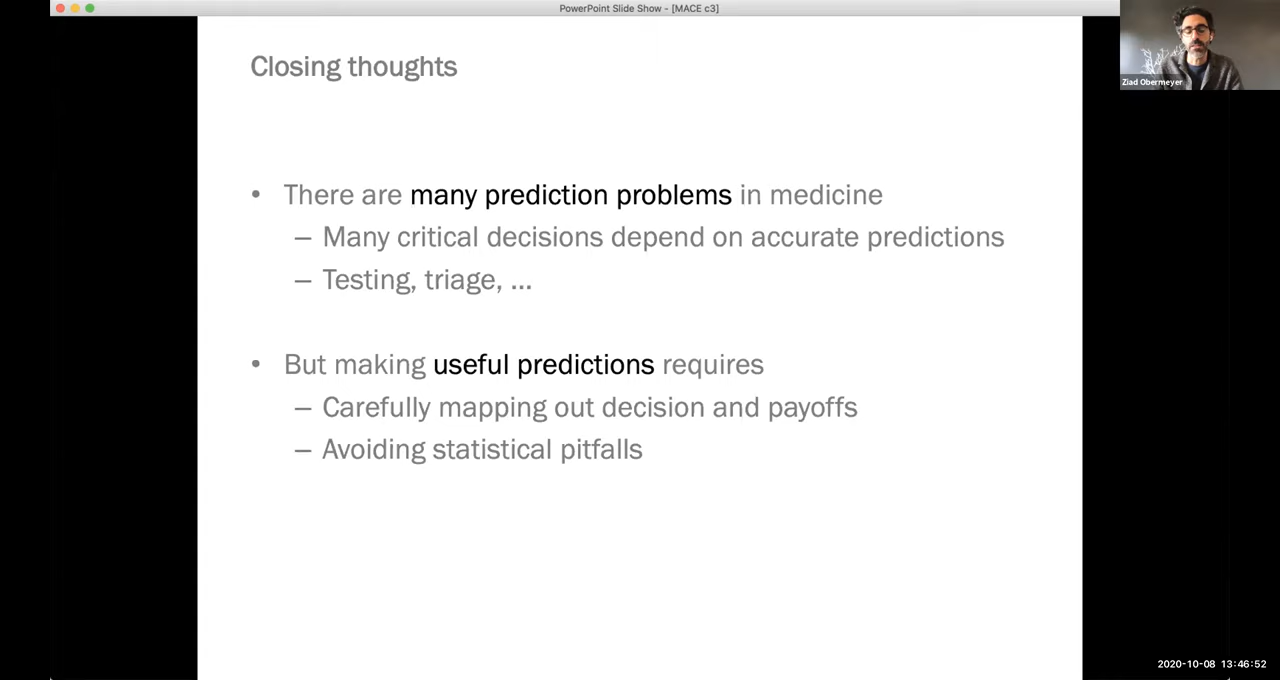 PowerPoint Slide Show - [MACE c3]
Ziad Obermeyer
Closing thoughts
• There are many prediction problems in medicine
– Many critical decisions depend on accurate predictions
– Testing, triage, ...
• But making useful predictions requires
– Carefully mapping out decision and payoffs
– Avoiding statistical pitfalls
2020-10-08 13:46:52